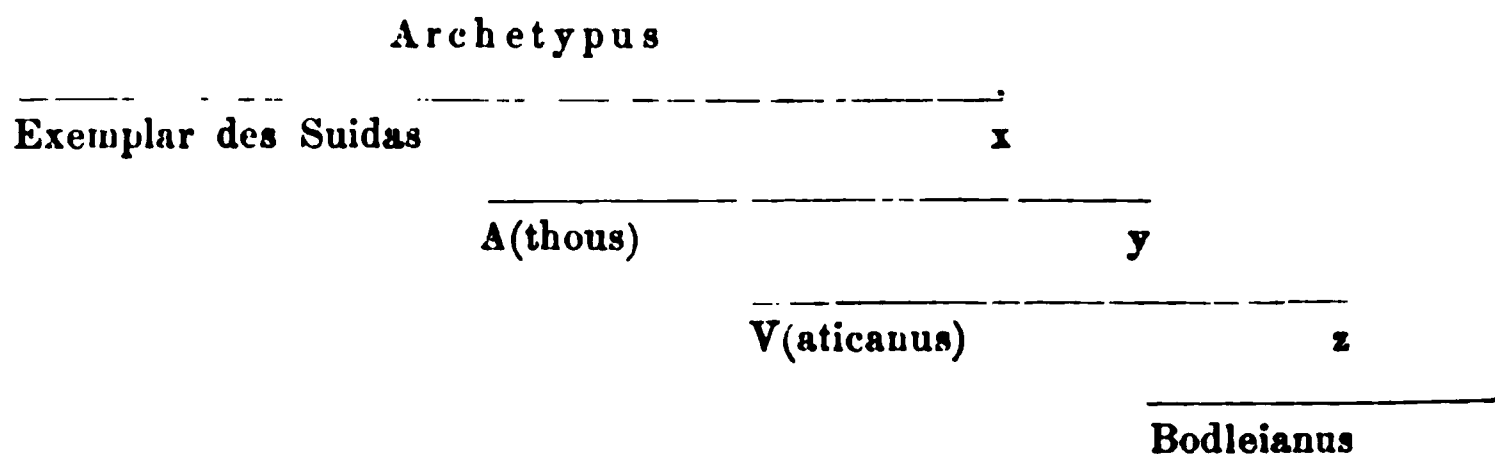 Archetypus
Exemplar des Suidas x
A(thous) y
V(aticanus) z
Bodleianus